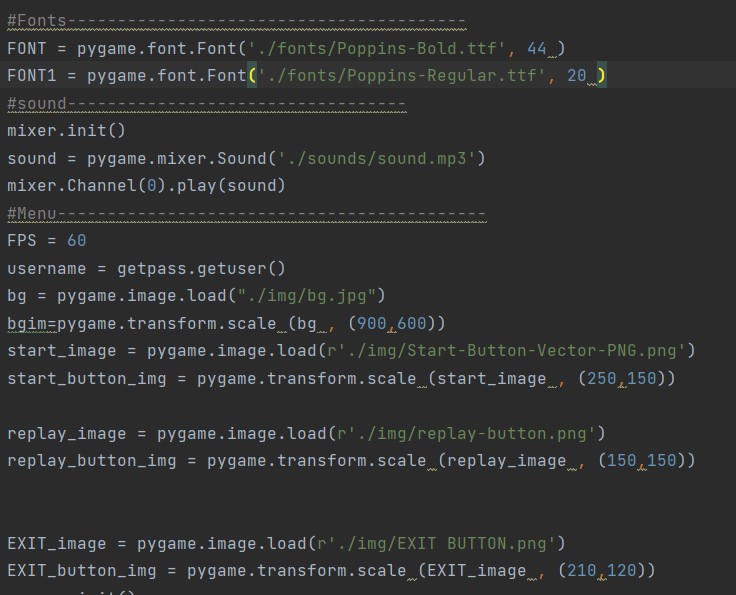 #Fonts----------------------------------------
FONT = pygame.font.Font('./fonts/Poppins-Bold.ttf', 44 )
FONT1 = pygame.font.Font('./fonts/Poppins-Regular.ttf', 20 )
#sound----------------------------------
mixer.init()
sound = pygame.mixer.Sound('./sounds/sound.mp3')
mixer.Channel(0).play(sound)
#Menu-------------------------------------------
FPS = 60
username = getpass.getuser()
bg = pygame.image.load("./img/bg.jpg")
bgim=pygame.transform.scale (bg , (900,600))
start_image = pygame.image.load(r'./img/Start-Button-Vector-PNG.png')
start_button_img = pygame.transform.scale (start_image , (250,150))
replay_image = pygame.image.load(r'./img/replay-button.png')
replay_button_img = pygame.transform.scale (replay_image , (150,150))
EXIT_image = pygame.image.load(r'./img/EXIT BUTTON.png')
EXIT_button_img = pygame.transform.scale (EXIT_image , (210,120))